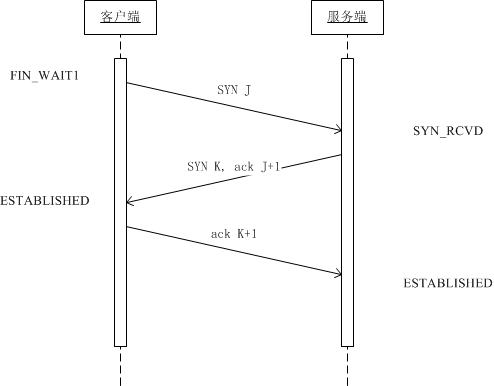 客户端
服务端
FIN_WAIT1
SYN J
SYN_RCVD
SYN K, ack J+1
ESTABLISHED
ack K+1
ESTABLISHED